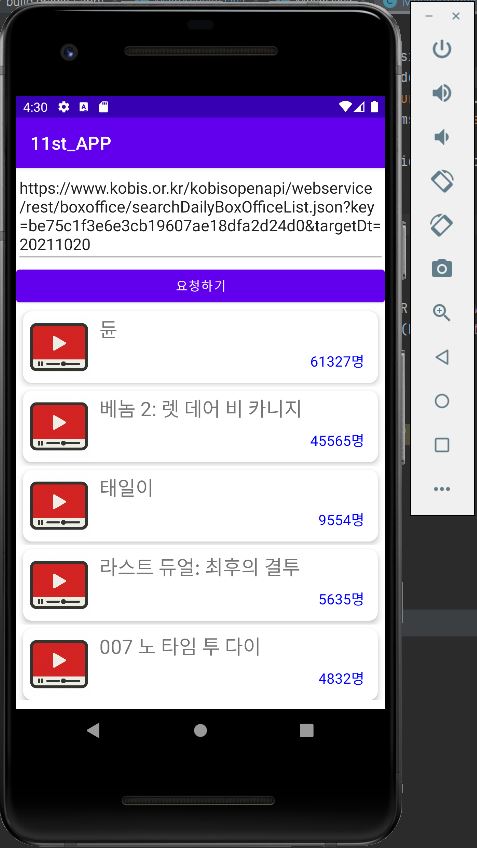 4:30
11st_APP
https://www.kobis.or.kr/kobisopenapi/webservice
/rest/boxoffice/searchDailyBoxOfficeList.json?key
=be75c1f3e6e3cb19607ae18dfa2d24d0&targetDt=
20211020
요청하기
듄
61327명
베놈 2: 렛 데어 비 카니지
45565명
태일이
9554명
라스트 듀얼: 최후의 결투
5635명
007 노 타임 투 다이
4832명